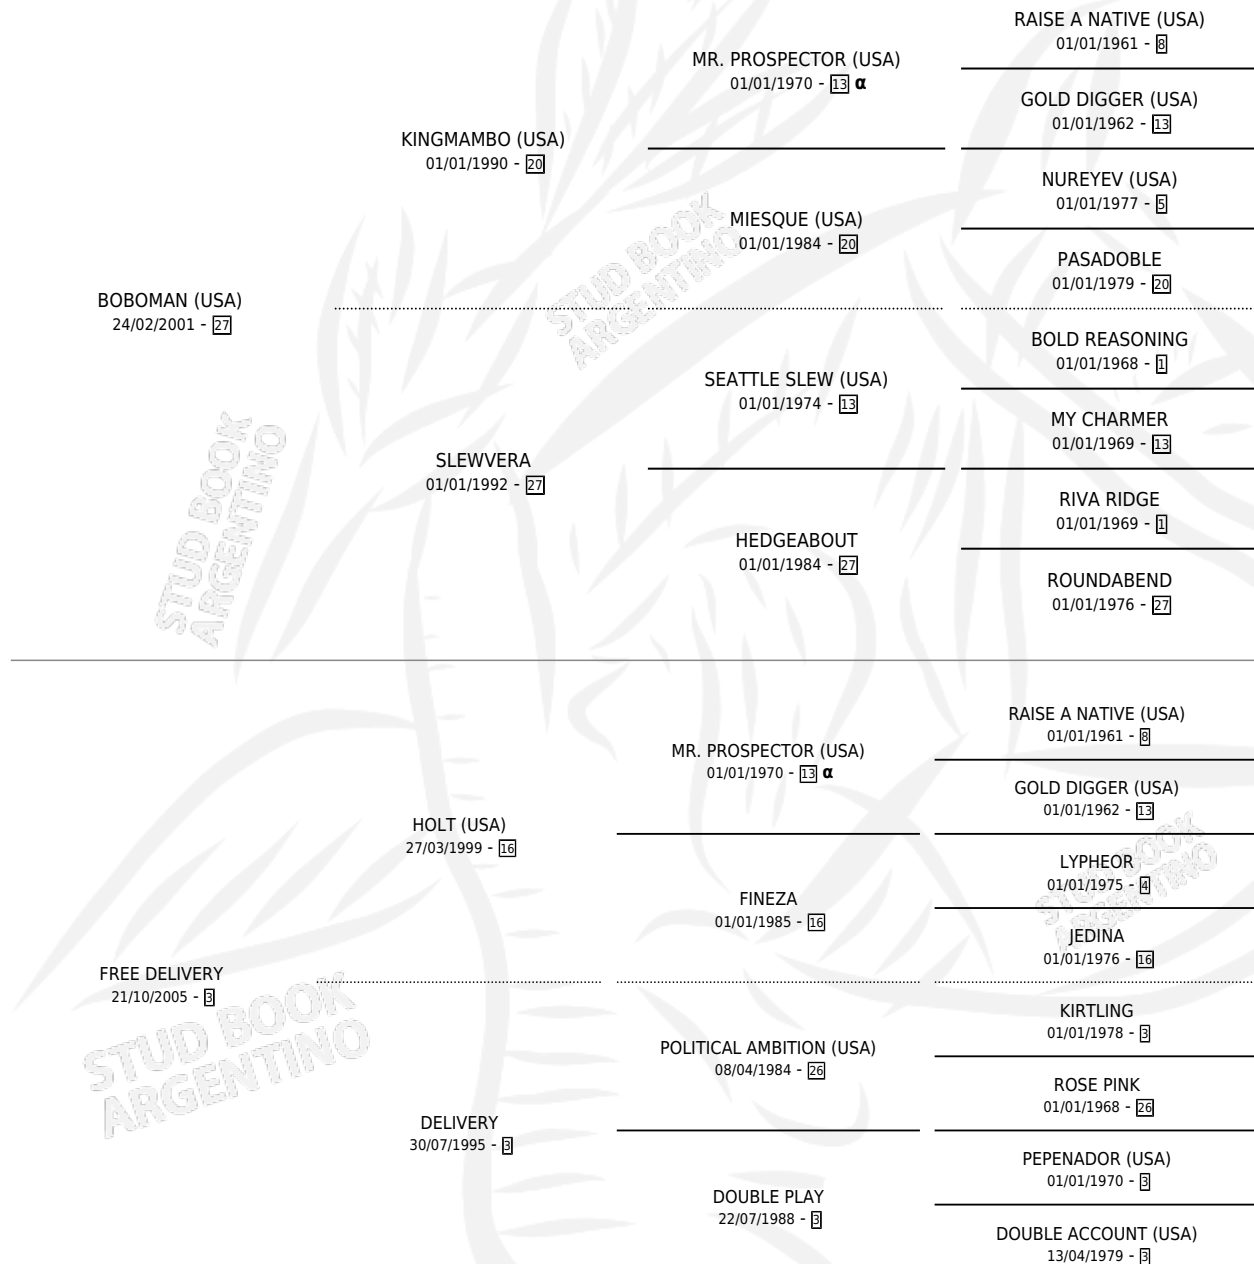 RAISE A NATIVE (USA)
01/01/1961 - 8
MR. PROSPECTOR (USA)
01/01/1970 - 13 α
GOLD DIGGER (USA)
01/01/1962 - 13
KINGMAMBO (USA)
01/01/1990 - 20
NUREYEV (USA)
01/01/1977 - 5
MIESQUE (USA)
01/01/1984 - 20
PASADOBLE
01/01/1979 - 20
BOBOMAN (USA)
24/02/2001 - 27
BOLD REASONING
01/01/1968 - 1
SEATTLE SLEW (USA)
01/01/1974 - 13
MY CHARMER
01/01/1969 - 13
SLEWVERA
01/01/1992 - 27
RIVA RIDGE
01/01/1969 - 1
HEDGEABOUT
01/01/1984 - 27
ROUNDABEND
01/01/1976 - 27
RAISE A NATIVE (USA)
01/01/1961 - 8
MR. PROSPECTOR (USA)
01/01/1970 - 13 α
GOLD DIGGER (USA)
01/01/1962 - 13
HOLT (USA)
27/03/1999 - 16
LYPHEOR
01/01/1975 - 4
FINEZA
01/01/1985 - 16
JEDINA
01/01/1976 - 16
FREE DELIVERY
21/10/2005 - 3
KIRTLING
01/01/1978 - 3
POLITICAL AMBITION (USA)
08/04/1984 - 26
ROSE PINK
01/01/1968 - 26
DELIVERY
30/07/1995 - 3
PEPENADOR (USA)
01/01/1970 - 3
DOUBLE PLAY
22/07/1988 - 3
DOUBLE ACCOUNT (USA)
13/04/1979 - 3
STUD BOOK
ARGENTINO
STUD BOOK
ARGENTINO
STUD BOOK
ARGENTINO
STUD BOOK
ARGENTINO